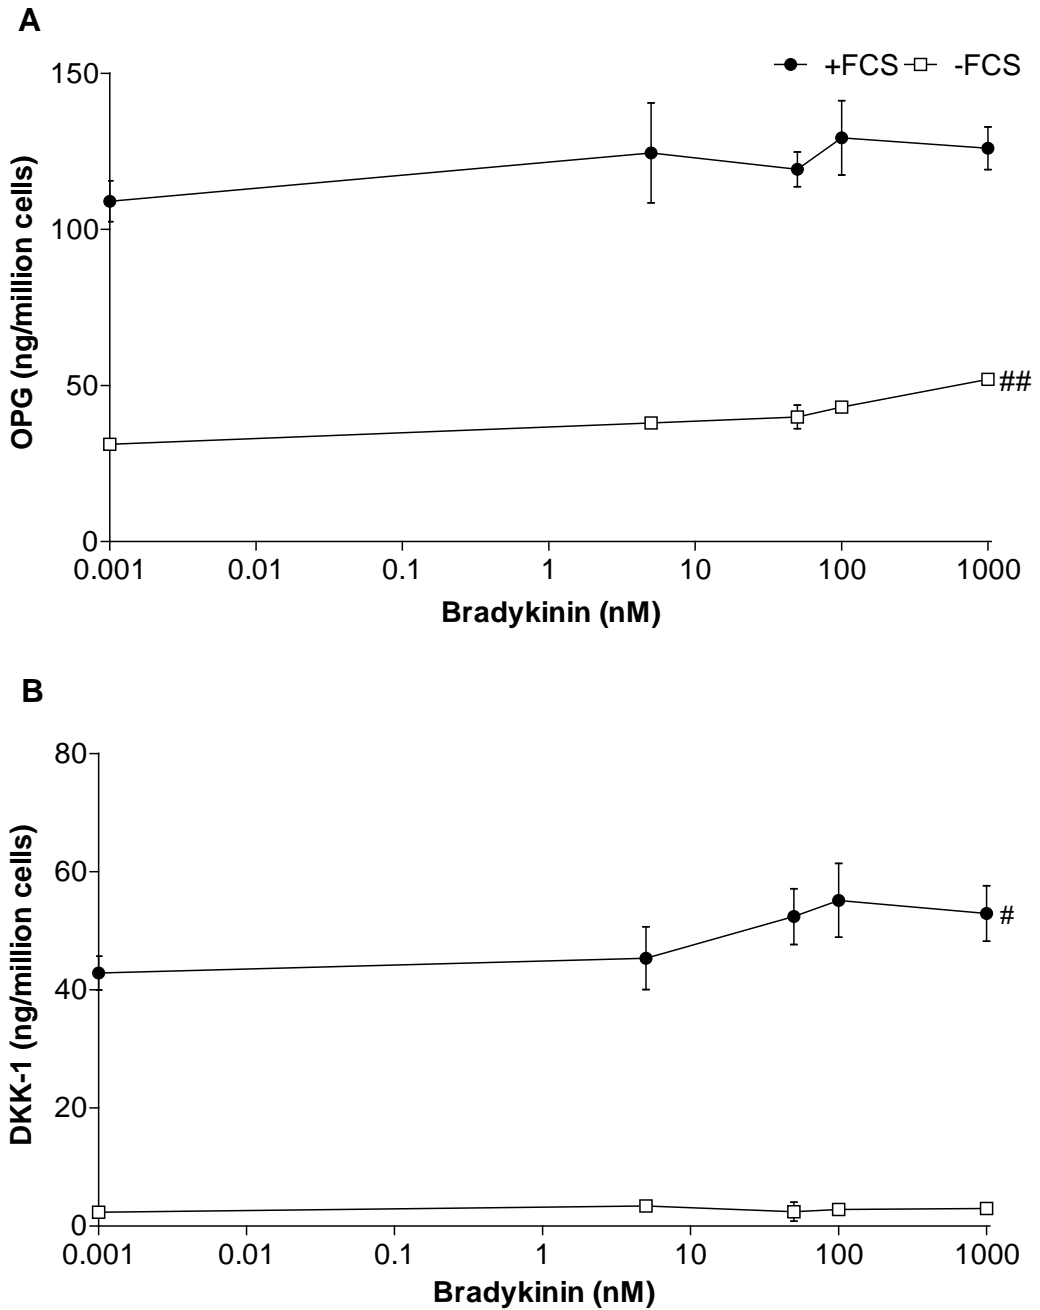 A
+FCS -FCS
150
100
50
0
OPG (ng/million cells)
##
0.001 0.01 0.1 1 10 100 1000
Bradykinin (nM)
B
80
60
40
20
0
DKK-1 (ng/million cells)
#
0.001 0.01 0.1 1 10 100 1000
Bradykinin (nM)